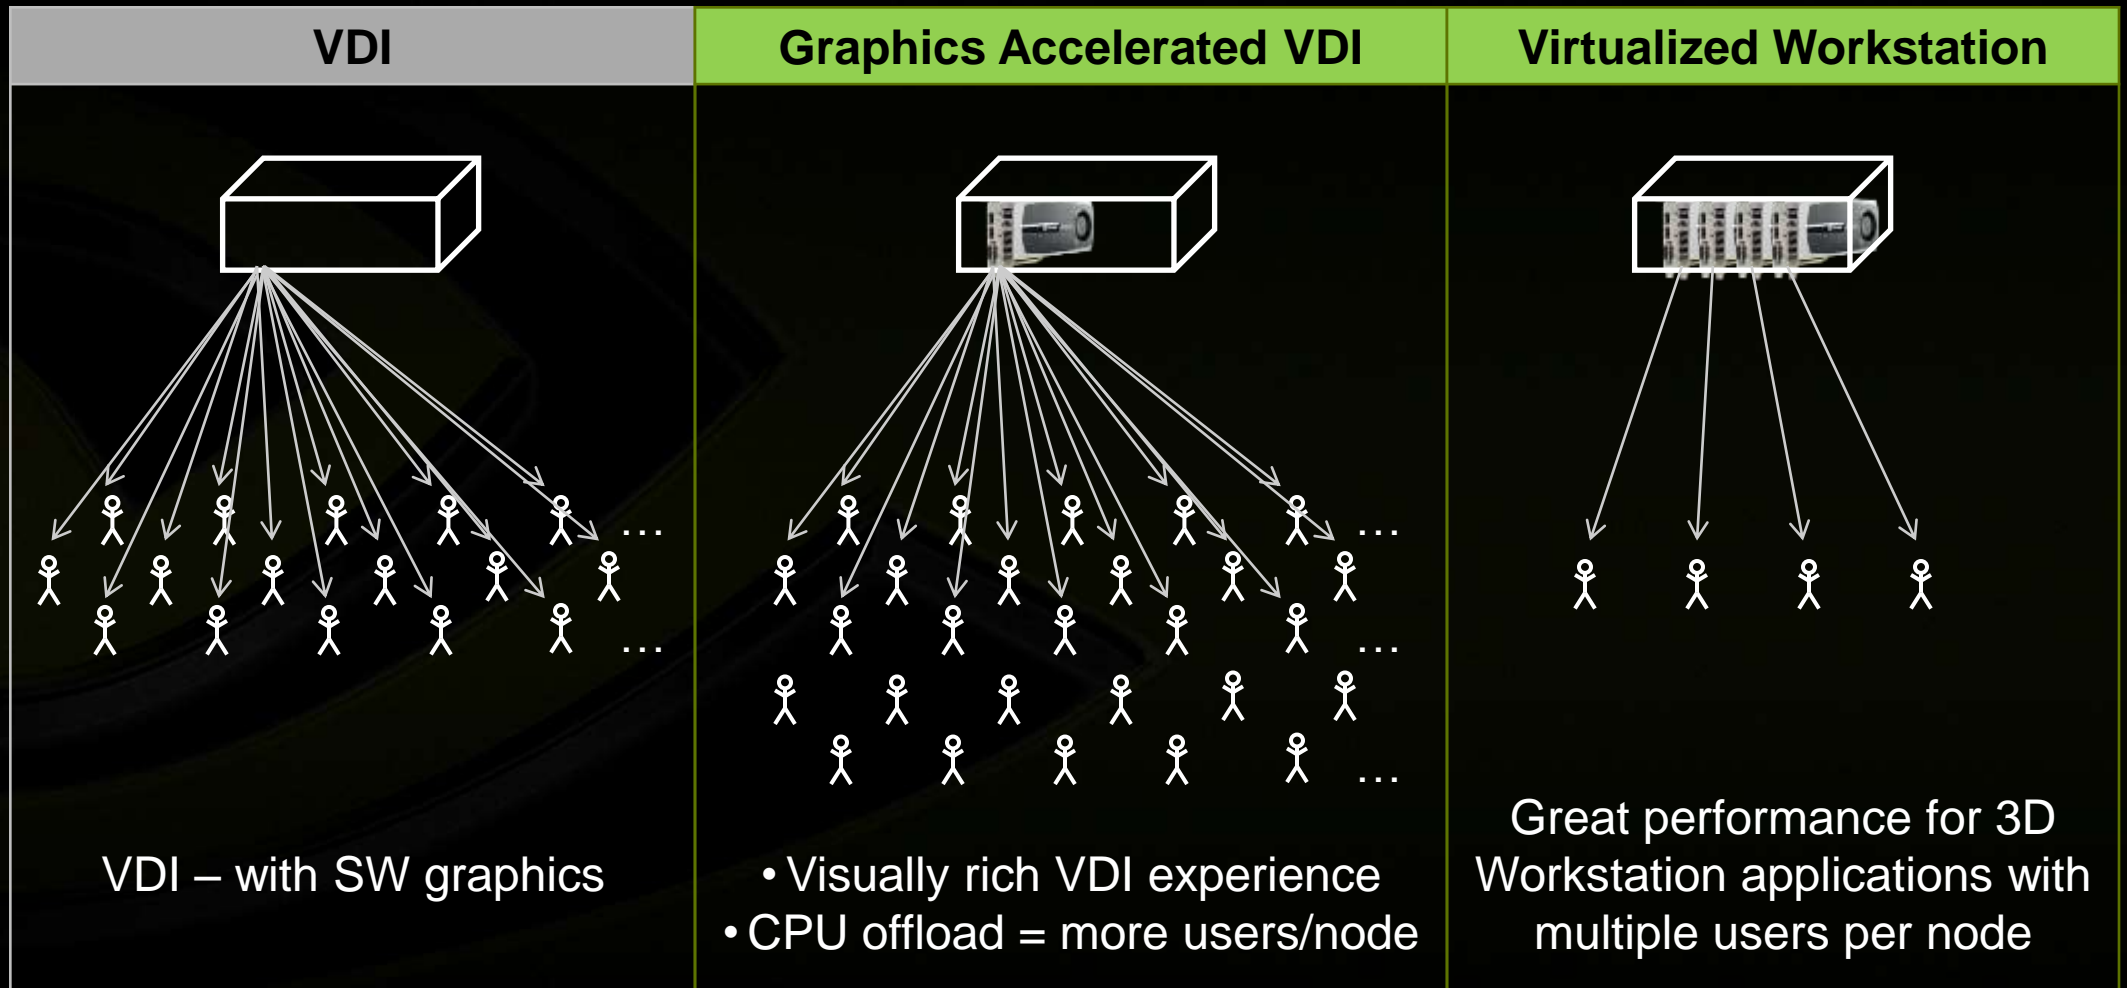 VDI
Graphics Accelerated VDI
Virtualized Workstation
...
...
VDI – with SW graphics
...
...
...
• Visually rich VDI experience
• CPU offload = more users/node
Great performance for 3D
Workstation applications with
multiple users per node